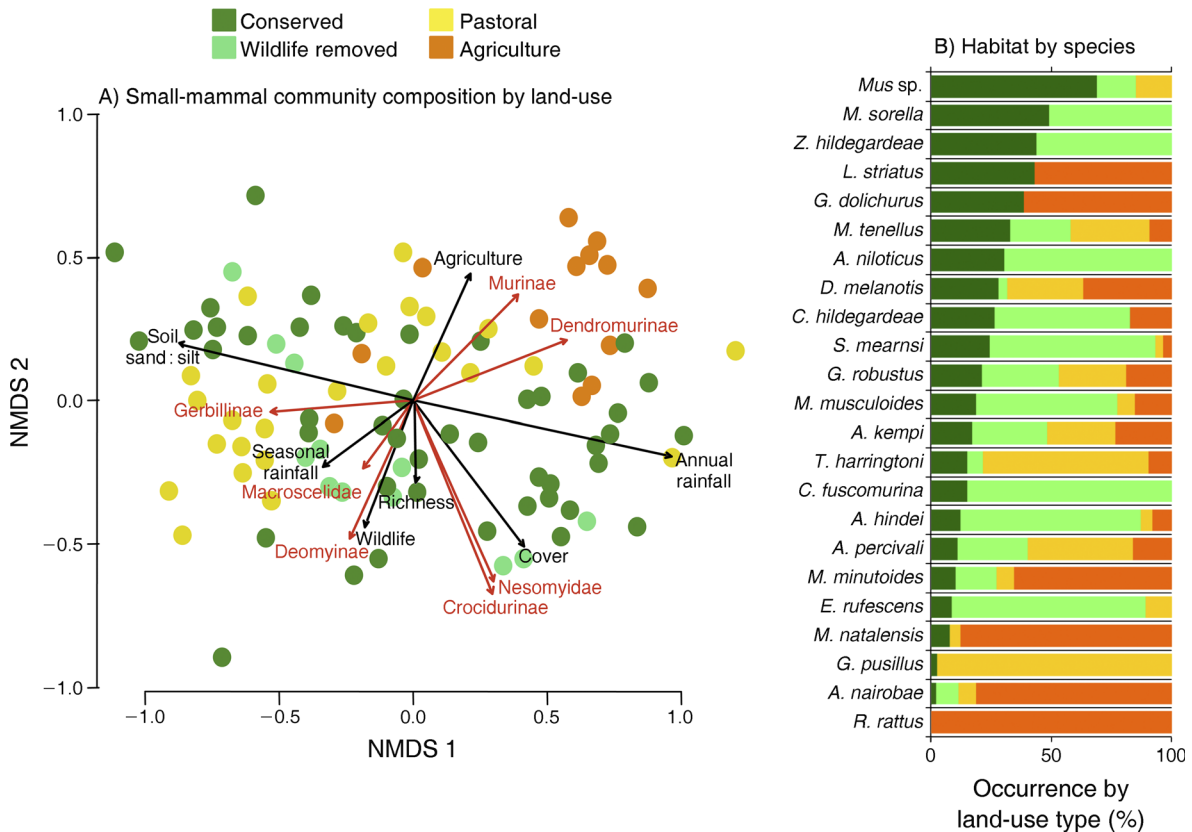 Conserved
Pastoral
Wildlife removed
Agriculture
A) Small-mammal community composition by land-use
1.0
0.5
0.0
−0.5
−1.0
NMDS 2
Agriculture
Murinae
Dendromurinae
Soil
sand : silt
Gerbillinae
Seasonal
rainfall
Macroscelidae
Richness
Annual
rainfall
Deomyinae
Wildlife
Cover
Nesomyidae
Crocidurinae
−1.0
−0.5
0.0
0.5
1.0
NMDS 1
B) Habitat by species
Mus sp.
M. sorella
Z. hildegardeae
L. striatus
G. dolichurus
M. tenellus
A. niloticus
D. melanotis
C. hildegardeae
S. mearnsi
G. robustus
M. musculoides
A. kempi
T. harringtoni
C. fuscomurina
A. hindei
A. percivali
M. minutoides
E. rufescens
M. natalensis
G. pusillus
A. nairobae
R. rattus
0
50
100
Occurrence by
land-use type (%)